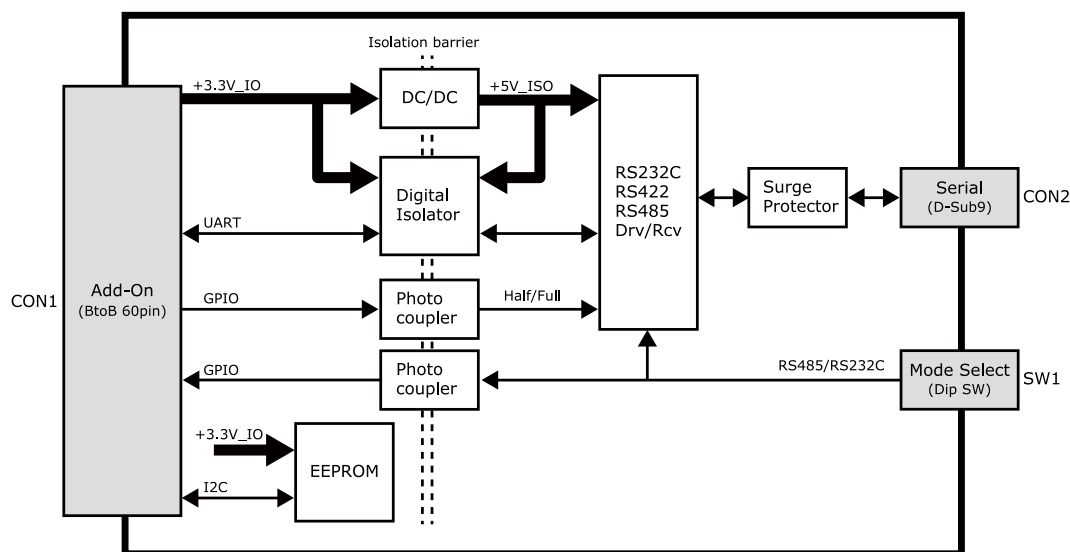 Isolation barrier
+3.3V_IO
DC/DC
+5V_ISO
RS232C
RS422
RS485
Drv/Rcv
Digital
Isolator
UART
Surge
Protector
Serial
(D-Sub9)
CON2
CON1
Add-On
(BtoB 60pin)
GPIO
Photo
coupler
Half/Full
GPIO
Photo
coupler
RS485/RS232C
Mode Select
(Dip SW)
SW1
+3.3V_IO
EEPROM
I2C